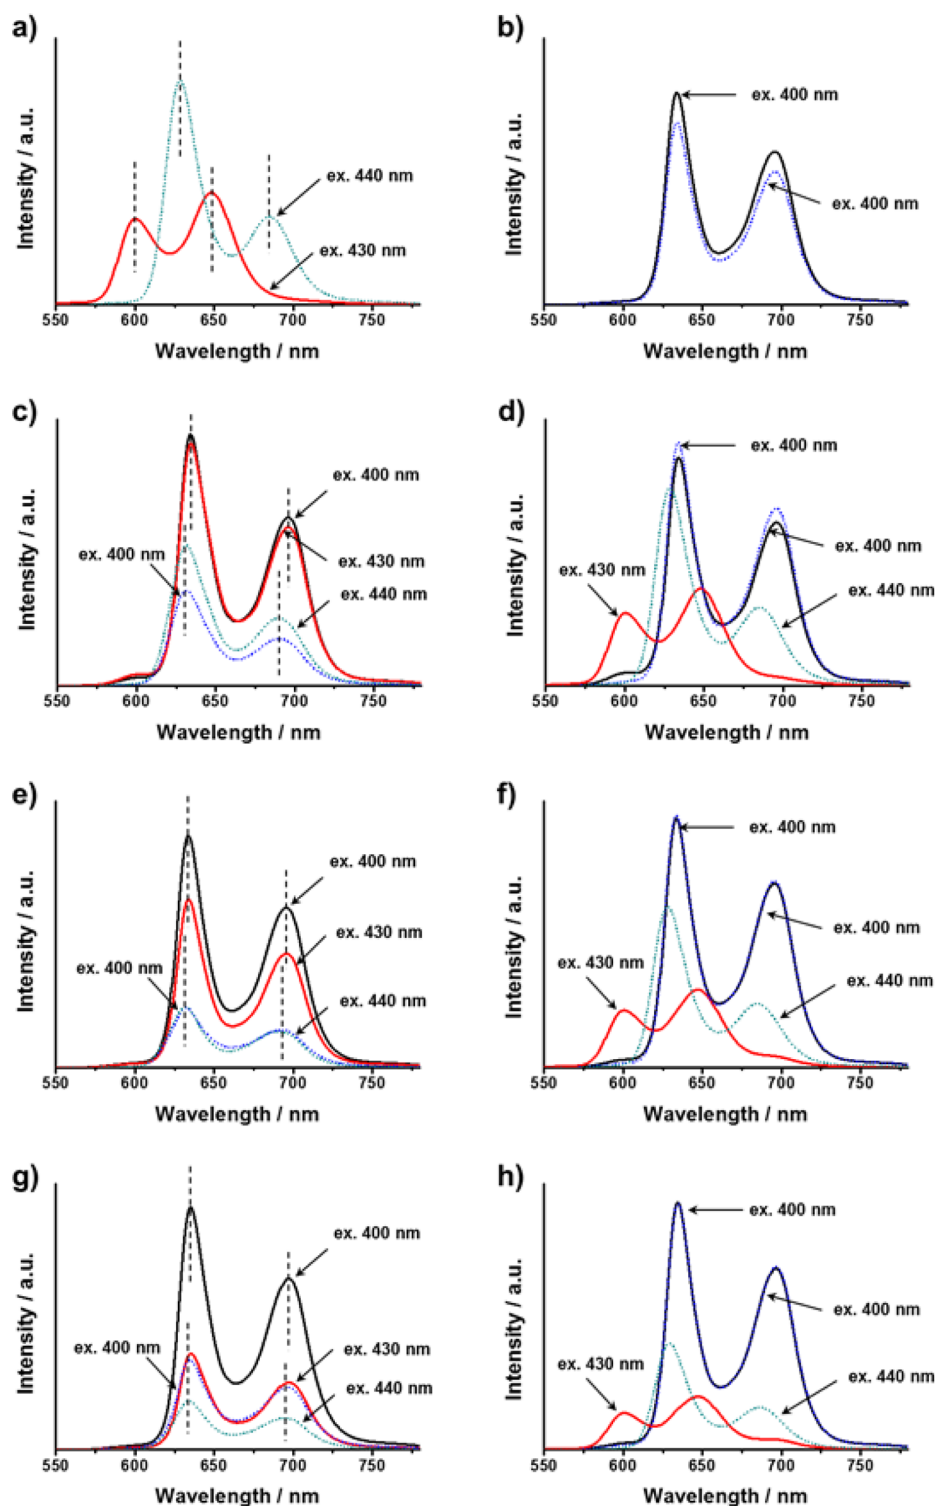 a)
Intensity / a.u.
ex. 440 nm
ex. 430 nm
550 600 650 700 750
Wavelength / nm
b)
Intensity / a.u.
ex. 400 nm
ex. 400 nm
550 600 650 700 750
Wavelength / nm
c)
Intensity / a.u.
ex. 400 nm
ex. 400 nm
ex. 430 nm
ex. 440 nm
550 600 650 700 750
Wavelength / nm
d)
Intensity / a.u.
ex. 400 nm
ex. 400 nm
ex. 430 nm
ex. 440 nm
550 600 650 700 750
Wavelength / nm
e)
Intensity / a.u.
ex. 400 nm
ex. 430 nm
ex. 400 nm
ex. 440 nm
550 600 650 700 750
Wavelength / nm
f)
Intensity / a.u.
ex. 400 nm
ex. 400 nm
ex. 430 nm
ex. 440 nm
550 600 650 700 750
Wavelength / nm
g)
Intensity / a.u.
ex. 400 nm
ex. 400 nm
ex. 430 nm
ex. 440 nm
550 600 650 700 750
Wavelength / nm
h)
Intensity / a.u.
ex. 400 nm
ex. 400 nm
ex. 430 nm
ex. 440 nm
550 600 650 700 750
Wavelength / nm